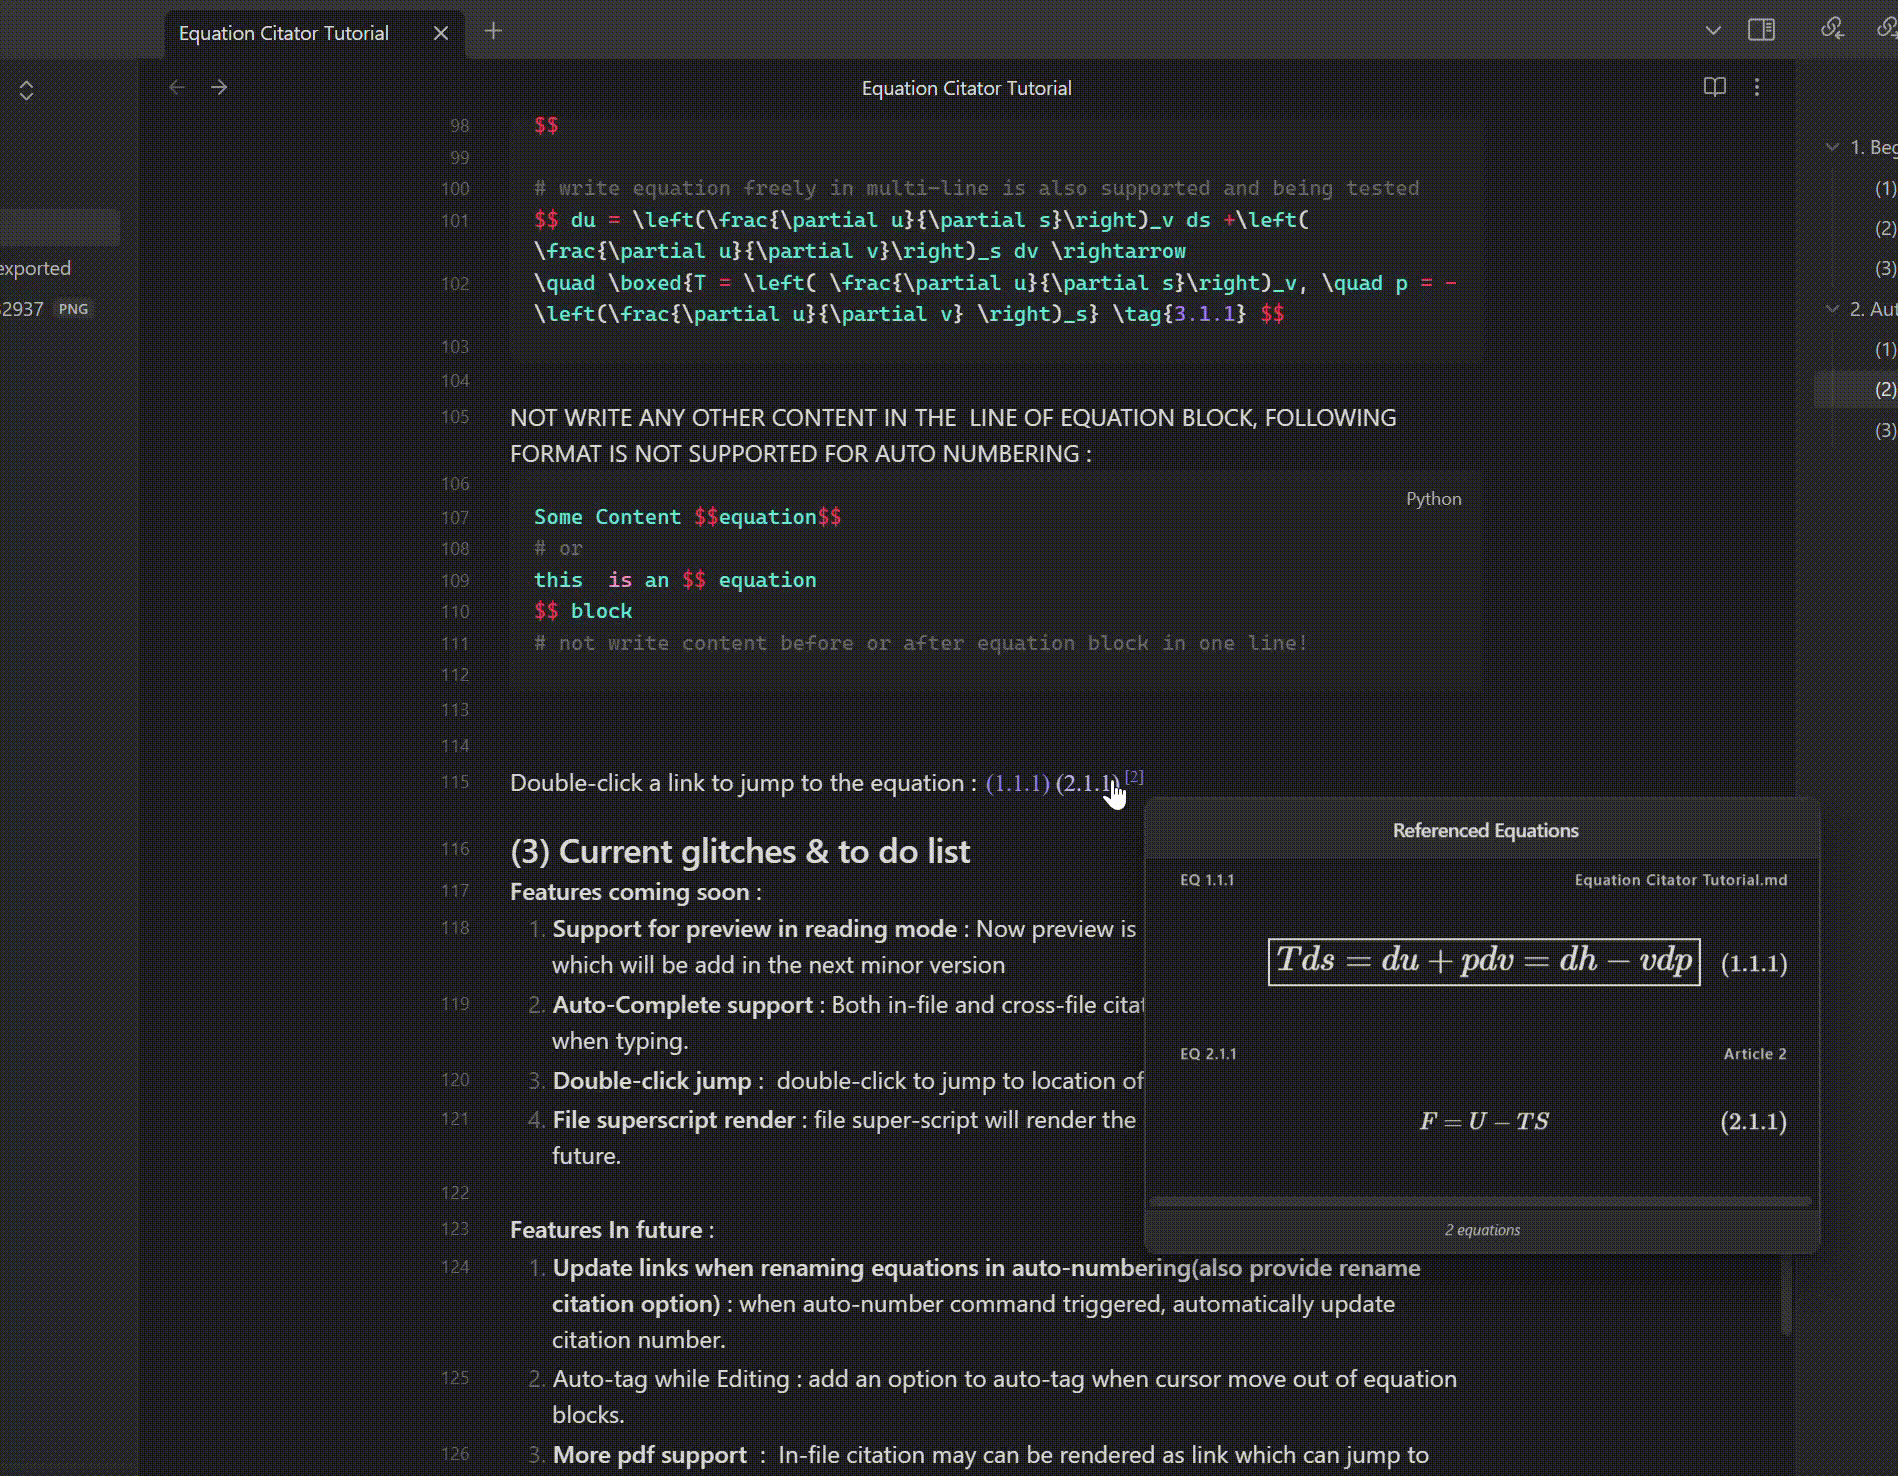 Equation Citator Tutorial
Equation Citator Tutorial
exported
2937 PNG
98 $$
99
100 # write equation freely in multi-line is also supported and being tested
101 $$ du = \left(\frac{\partial u}{\partial s}\right)_v ds +\left(
\frac{\partial u}{\partial v}\right)_s dv \rightarrow
102 \quad \boxed{T = \left( \frac{\partial u}{\partial s}\right)_v, \quad p = -
\left(\frac{\partial u}{\partial v} \right)_s} \tag{3.1.1} $$
103
104
105 NOT WRITE ANY OTHER CONTENT IN THE LINE OF EQUATION BLOCK, FOLLOWING
FORMAT IS NOT SUPPORTED FOR AUTO NUMBERING :
106
Python
107 Some Content $$equation$$
108 # or
109 this is an $$ equation
110 $$ block
111 # not write content before or after equation block in one line!
112
113
114
115 Double-click a link to jump to the equation : (1.1.1) (2.1.1) [2]
116 (3) Current glitches & to do list
117 Features coming soon :
118 1. Support for preview in reading mode : Now preview is
which will be add in the next minor version
119 2. Auto-Complete support : Both in-file and cross-file citat
when typing.
120 3. Double-click jump : double-click to jump to location of
121 4. File superscript render : file super-script will render the
future.
122
123 Features In future :
124 1. Update links when renaming equations in auto-numbering(also provide rename
citation option) : when auto-number command triggered, automatically update
citation number.
125 2. Auto-tag while Editing : add an option to auto-tag when cursor move out of equation
blocks.
126 3. More pdf support : In-file citation may can be rendered as link which can jump to
Referenced Equations
EQ 1.1.1 Equation Citator Tutorial.md
Tds = du + pdv = dh − vdp (1.1.1)
EQ 2.1.1 Article 2
F = U − TS (2.1.1)
2 equations
1. Beg
(1)
(2)
(3)
2. Aut
(1)
(2)
(3)